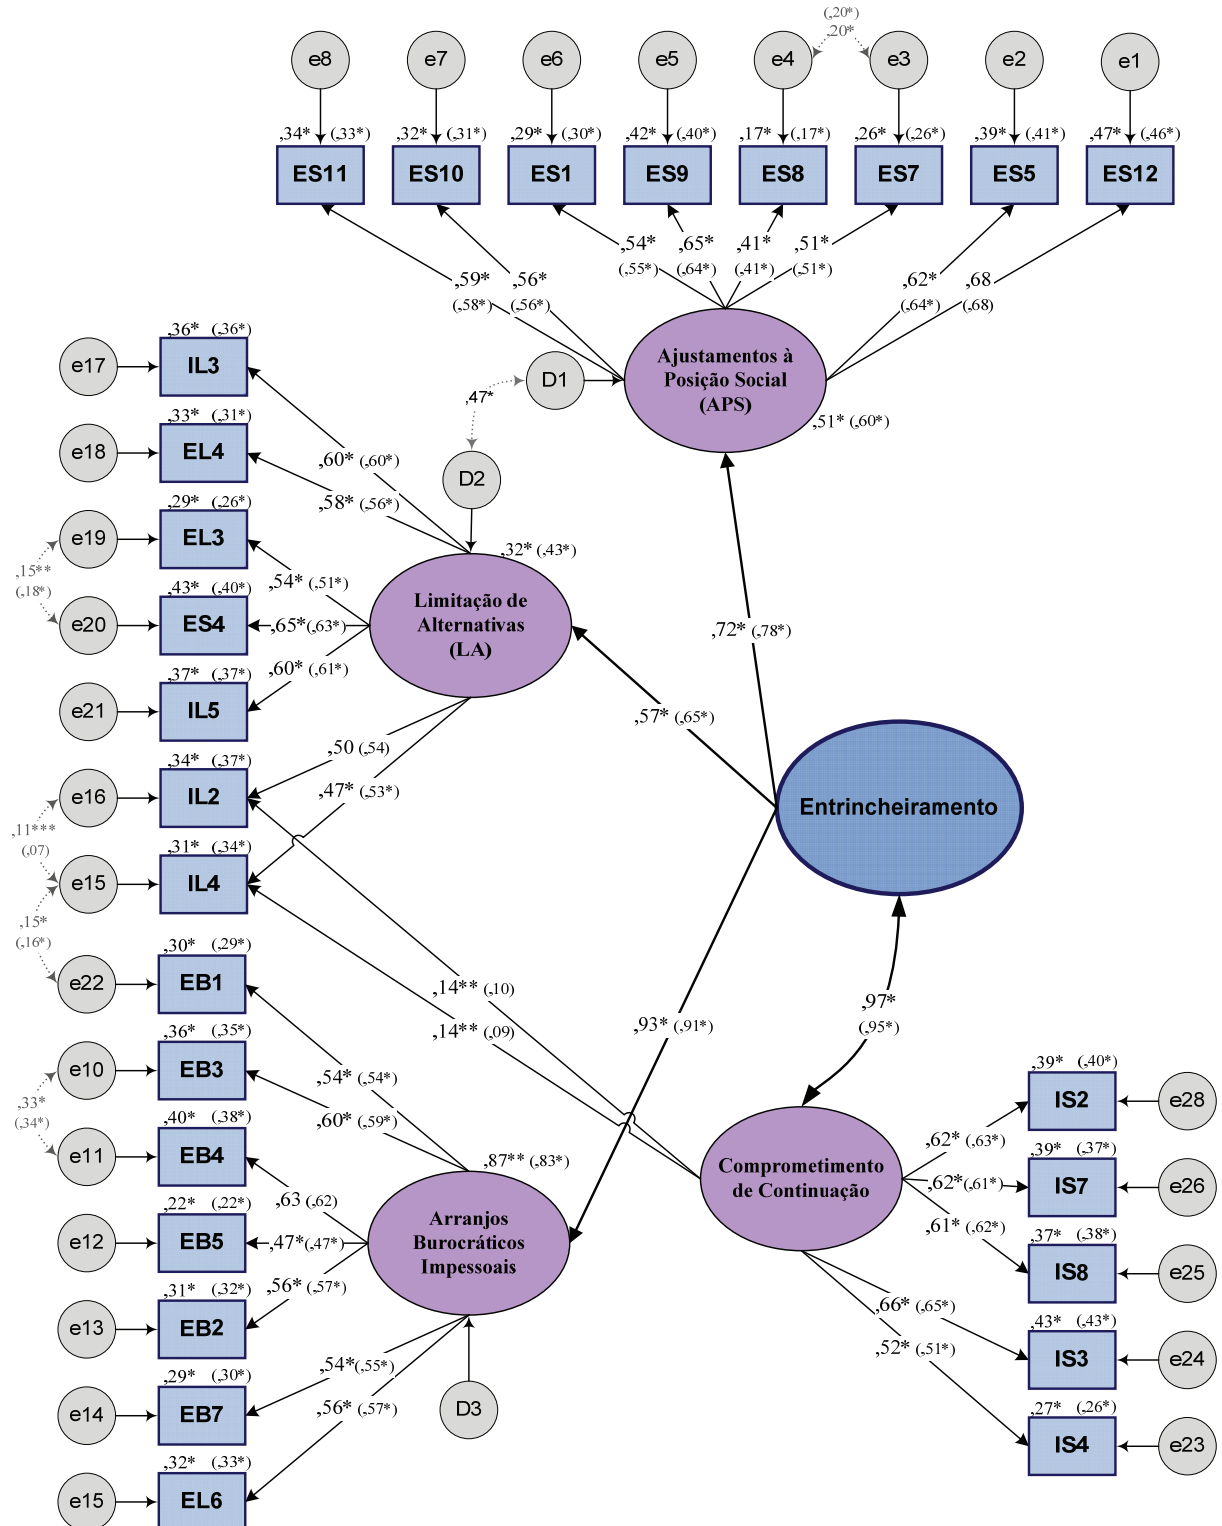 (,20*)
,20*
e8
e7
e6
e5
e4
e3
e2
e1
,34* (,33*)
,32* (,31*)
,29* (,30*)
,42* (,40*)
,17* (,17*)
,26* (,26*)
,39* (,41*)
,47* (,46*)
ES11
ES10
ES1
ES9
ES8
ES7
ES5
ES12
,59*
(,58*)
,56*
(,56*)
,54*
(,55*)
,65*
(,64*)
,41*
(,41*)
,51*
(,51*)
,62*
(,64*)
,68
(,68)
Ajustamentos à
Posição Social
(APS)
,51* (,60*)
D1
,47*
D2
e17
,36* (,36*)
IL3
e18
,33* (,31*)
EL4
e19
,29* (,26*)
EL3
,15**
(,18*)
e20
,43* (,40*)
ES4
e21
,37* (,37*)
IL5
e16
,34* (,37*)
IL2
,11***
(,07)
e15
,31* (,34*)
IL4
,15*
(,16*)
e22
,30* (,29*)
EB1
e10
,36* (,35*)
EB3
,33*
(,34*)
e11
,40* (,38*)
EB4
e12
,22* (,22*)
EB5
e13
,31* (,32*)
EB2
e14
,29* (,30*)
EB7
e15
,32* (,33*)
EL6
,60* (,60*)
,58* (,56*)
,54* (,51*)
,65* (,63*)
,60* (,61*)
,50 (,54)
,47* (,53*)
,32* (,43*)
Limitação de
Alternativas
(LA)
,72* (,78*)
,57* (,65*)
Entrincheiramento
,97*
(,95*)
,93* (,91*)
,14** (,10)
,14** (,09)
,54* (,54*)
,60* (,59*)
,63 (,62)
,47* (,47*)
,56* (,57*)
,54* (,55*)
,56* (,57*)
,87** (,83*)
Arranjos
Burocráticos
Impessoais
D3
Comprometimento
de Continuação
,62* (,63*)
,62* (,61*)
,61* (,62*)
,66* (,65*)
,52* (,51*)
,39* (,40*)
IS2
e28
,39* (,37*)
IS7
e26
,37* (,38*)
IS8
e25
,43* (,43*)
IS3
e24
,27* (,26*)
IS4
e23